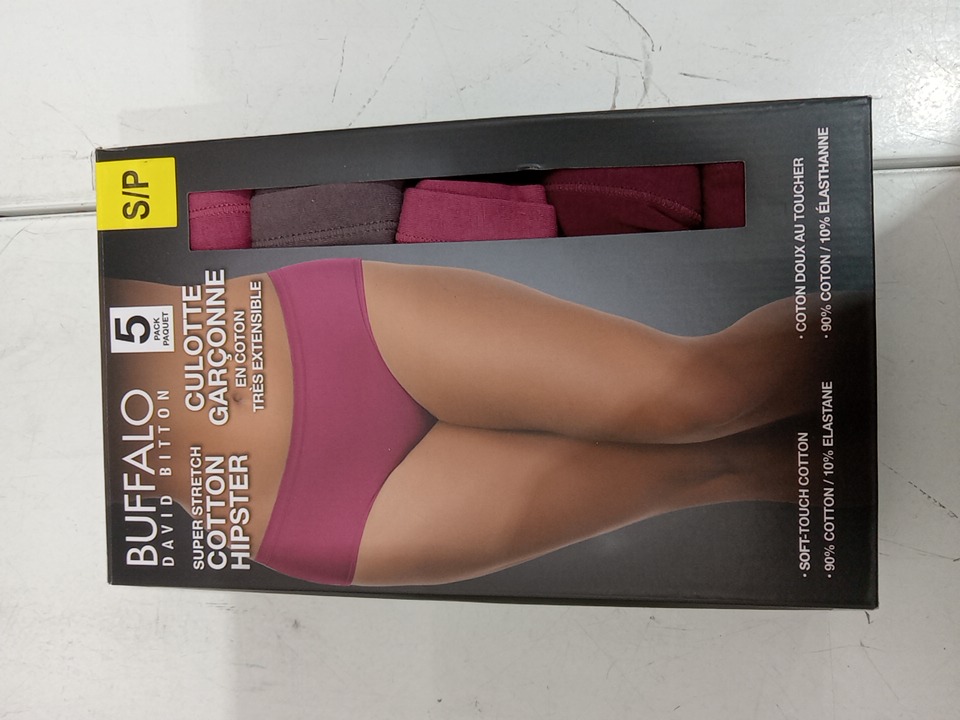 BUFFALO
DAVID BITTON
5
PACK
PAQUET
S/P
SUPER STRETCH
COTTON
HIPSTER
CULOTTE
GARÇONNE
EN COTON
TRÈS EXTENSIBLE
• SOFT-TOUCH COTTON
• 90% COTTON / 10% ELASTANE
• COTON DOUX AU TOUCHER
• 90% COTON / 10% ÉLASTHANNE